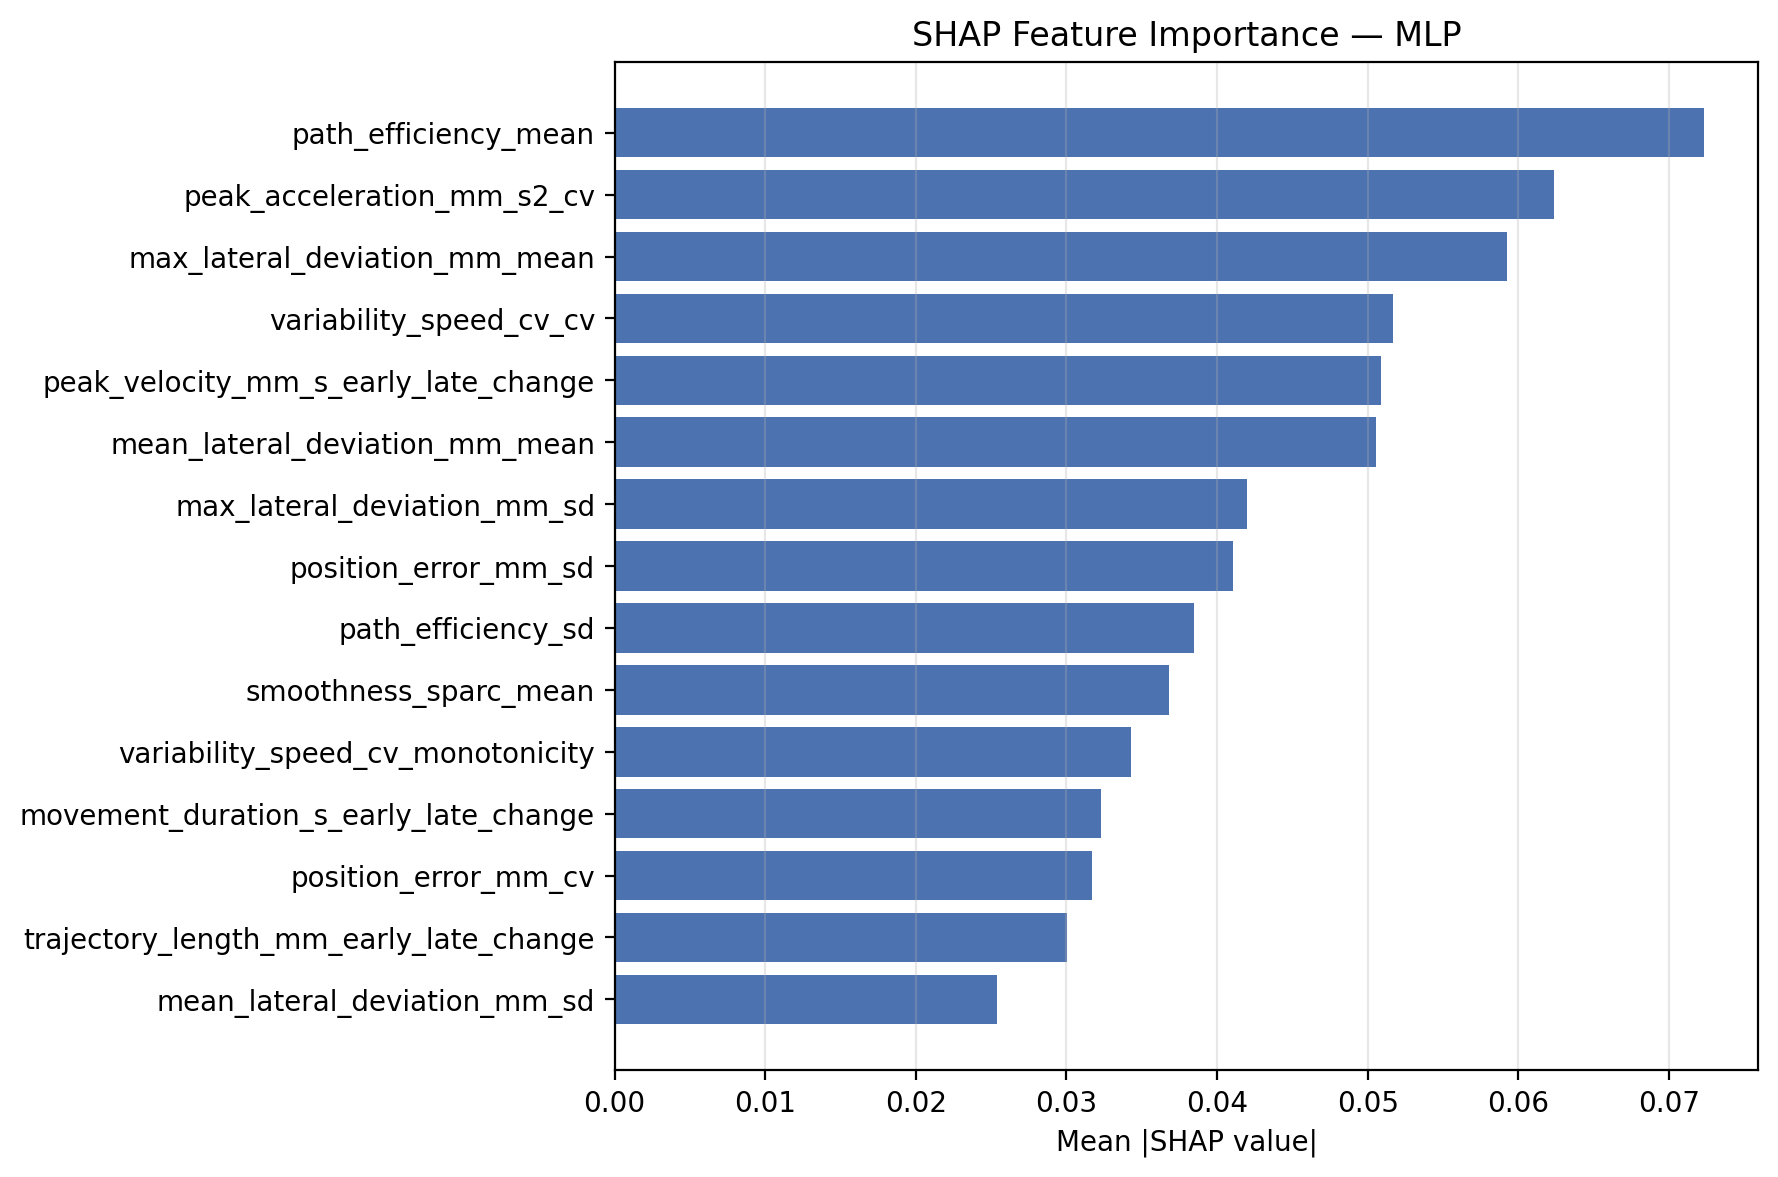 SHAP Feature Importance — MLP
path_efficiency_mean
peak_acceleration_mm_s2_cv
max_lateral_deviation_mm_mean
variability_speed_cv_cv
peak_velocity_mm_s_early_late_change
mean_lateral_deviation_mm_mean
max_lateral_deviation_mm_sd
position_error_mm_sd
path_efficiency_sd
smoothness_sparc_mean
variability_speed_cv_monotonicity
movement_duration_s_early_late_change
position_error_mm_cv
trajectory_length_mm_early_late_change
mean_lateral_deviation_mm_sd
0.00 0.01 0.02 0.03 0.04 0.05 0.06 0.07
Mean |SHAP value|